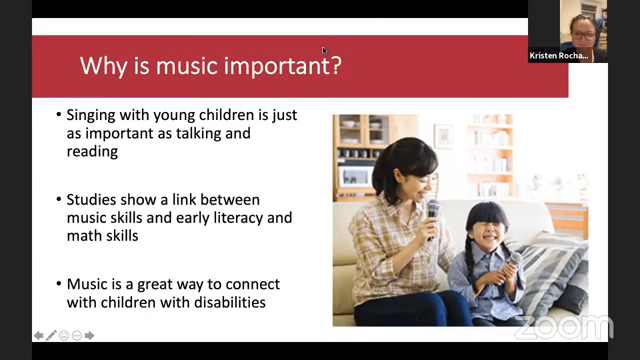 Why is music important?
Kristen Rocha...
• Singing with young children is just
as important as talking and
reading
• Studies show a link between
music skills and early literacy and
math skills
• Music is a great way to connect
with children with disabilities
zoom